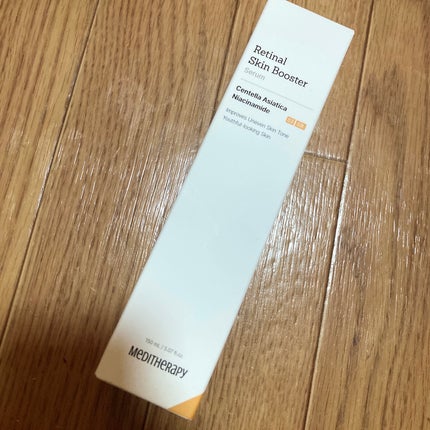 Retinal
Skin Booster
Serum
Centella Asiatica
Niacinamide
Improves Uneven Skin Tone
Youthful-looking Skin
150 mL / 5.07 fl.oz.
MEDITHERAPY